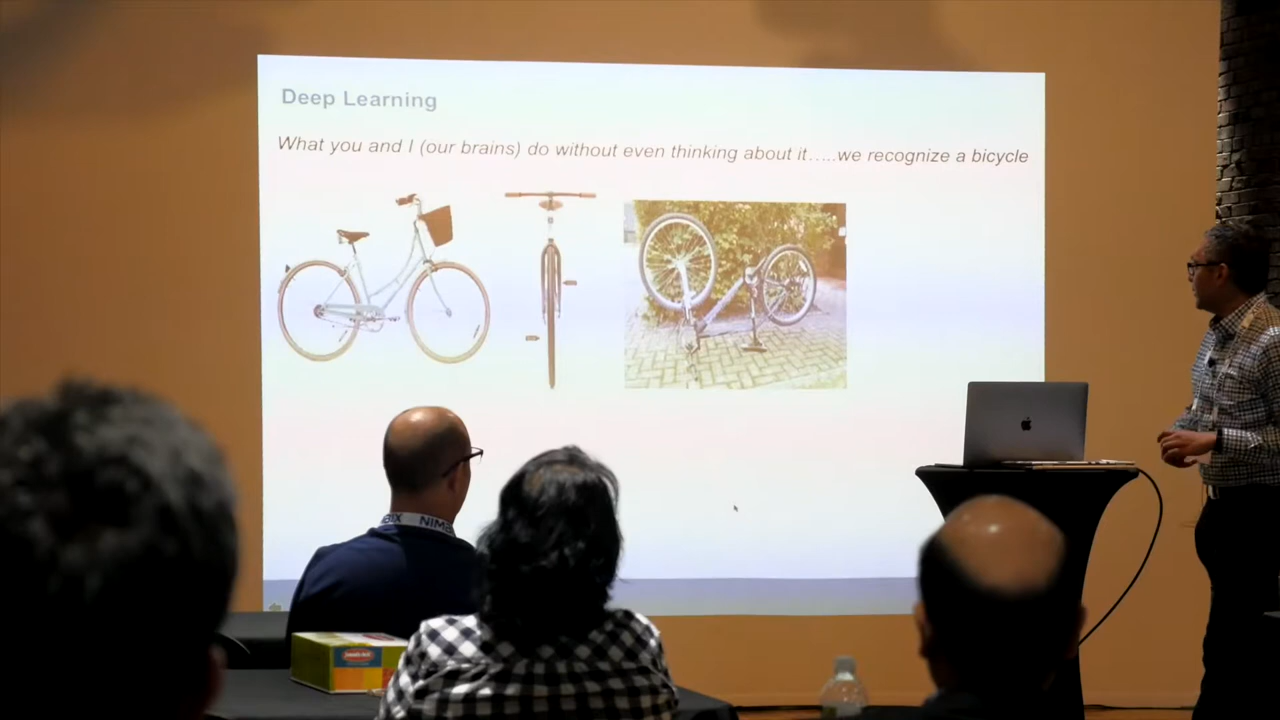 Deep Learning
What you and I (our brains) do without even thinking about it.....we recognize a bicycle
NIM